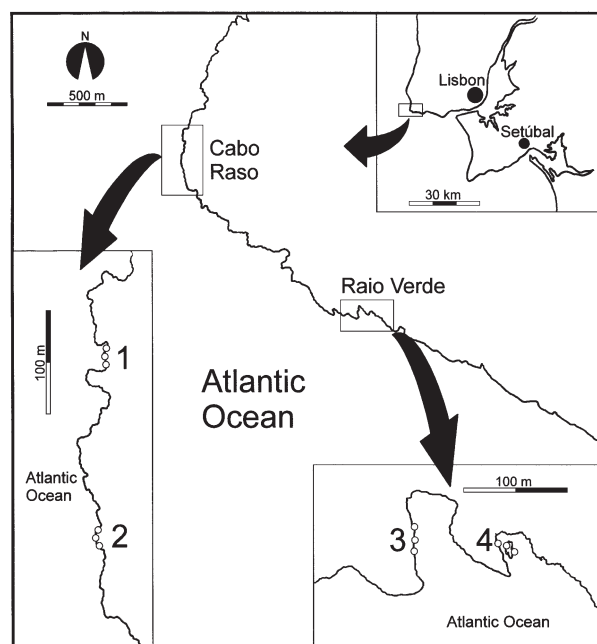 N
500 m
Cabo
Raso
Lisbon
Setúbal
30 km
Raio Verde
Atlantic
Ocean
100 m
1
Atlantic
Ocean
2
100 m
3
4
Atlantic Ocean